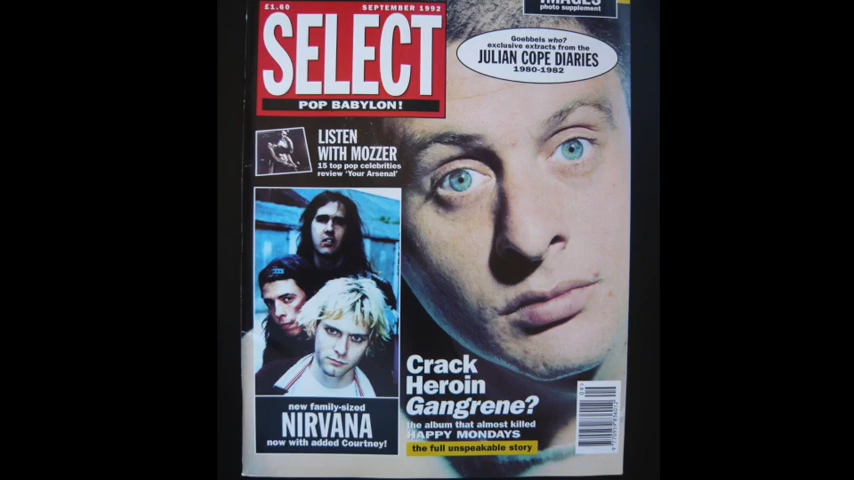 IMAGES
photo supplement
£1.60 SEPTEMBER 1992
SELECT
POP BABYLON!
Goebbels who?
exclusive extracts from the
JULIAN COPE DIARIES
1980-1982
LISTEN
WITH MOZZER
15 top pop celebrities
review 'Your Arsenal'
new family-sized
NIRVANA
now with added Courtney!
Crack
Heroin
Gangrene?
the album that almost killed
HAPPY MONDAYS
the full unspeakable story